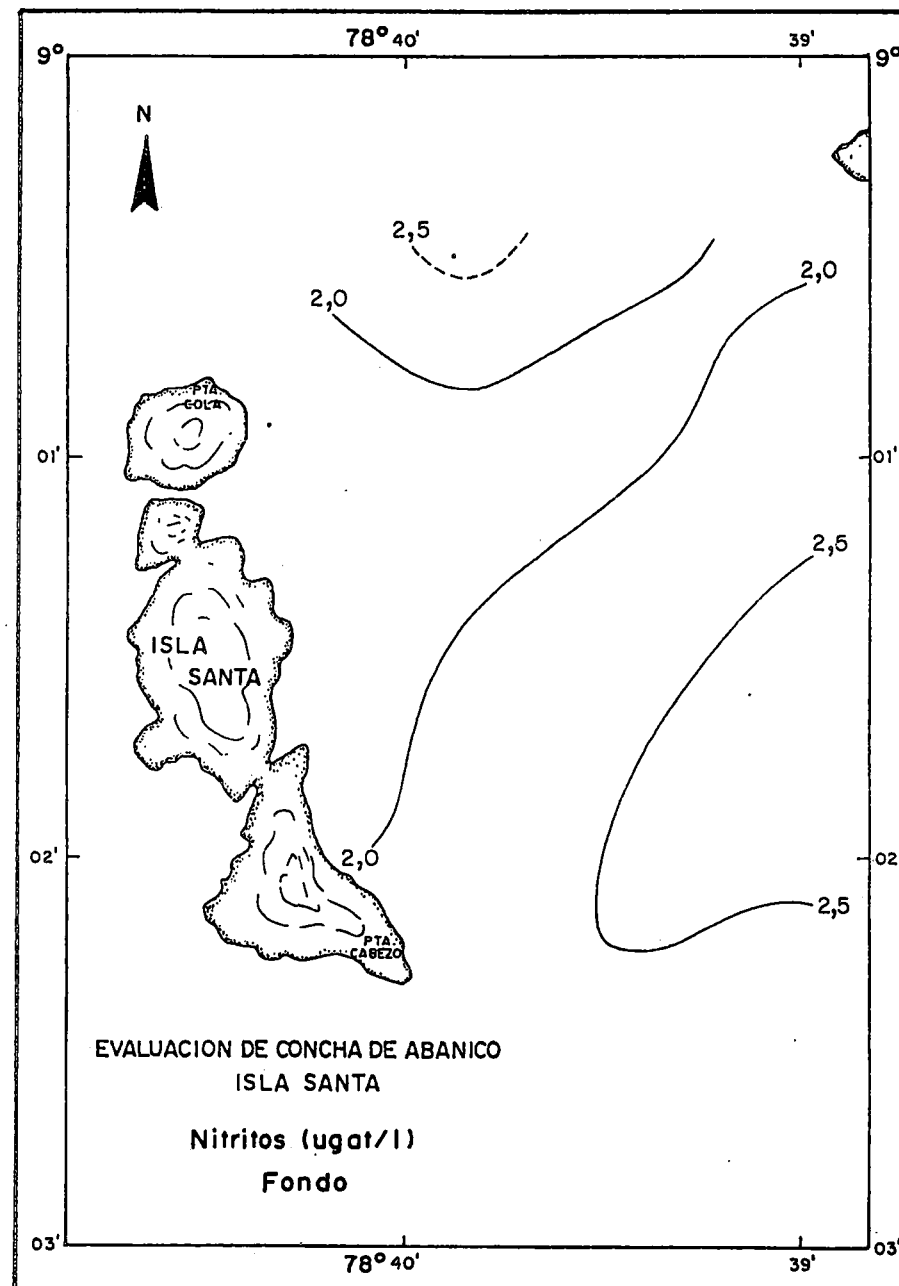 78° 40' 39'
9° 9°
N
2,5
2,0 2,0
PTA
COLA
01' 01'
2,5
ISLA
SANTA
02' 2,0 02'
2,5
PTA.
CABEZO
EVALUACION DE CONCHA DE ABANICO
ISLA SANTA
Nitritos (ugat/l)
Fondo
03' 03'
78° 40' 39'